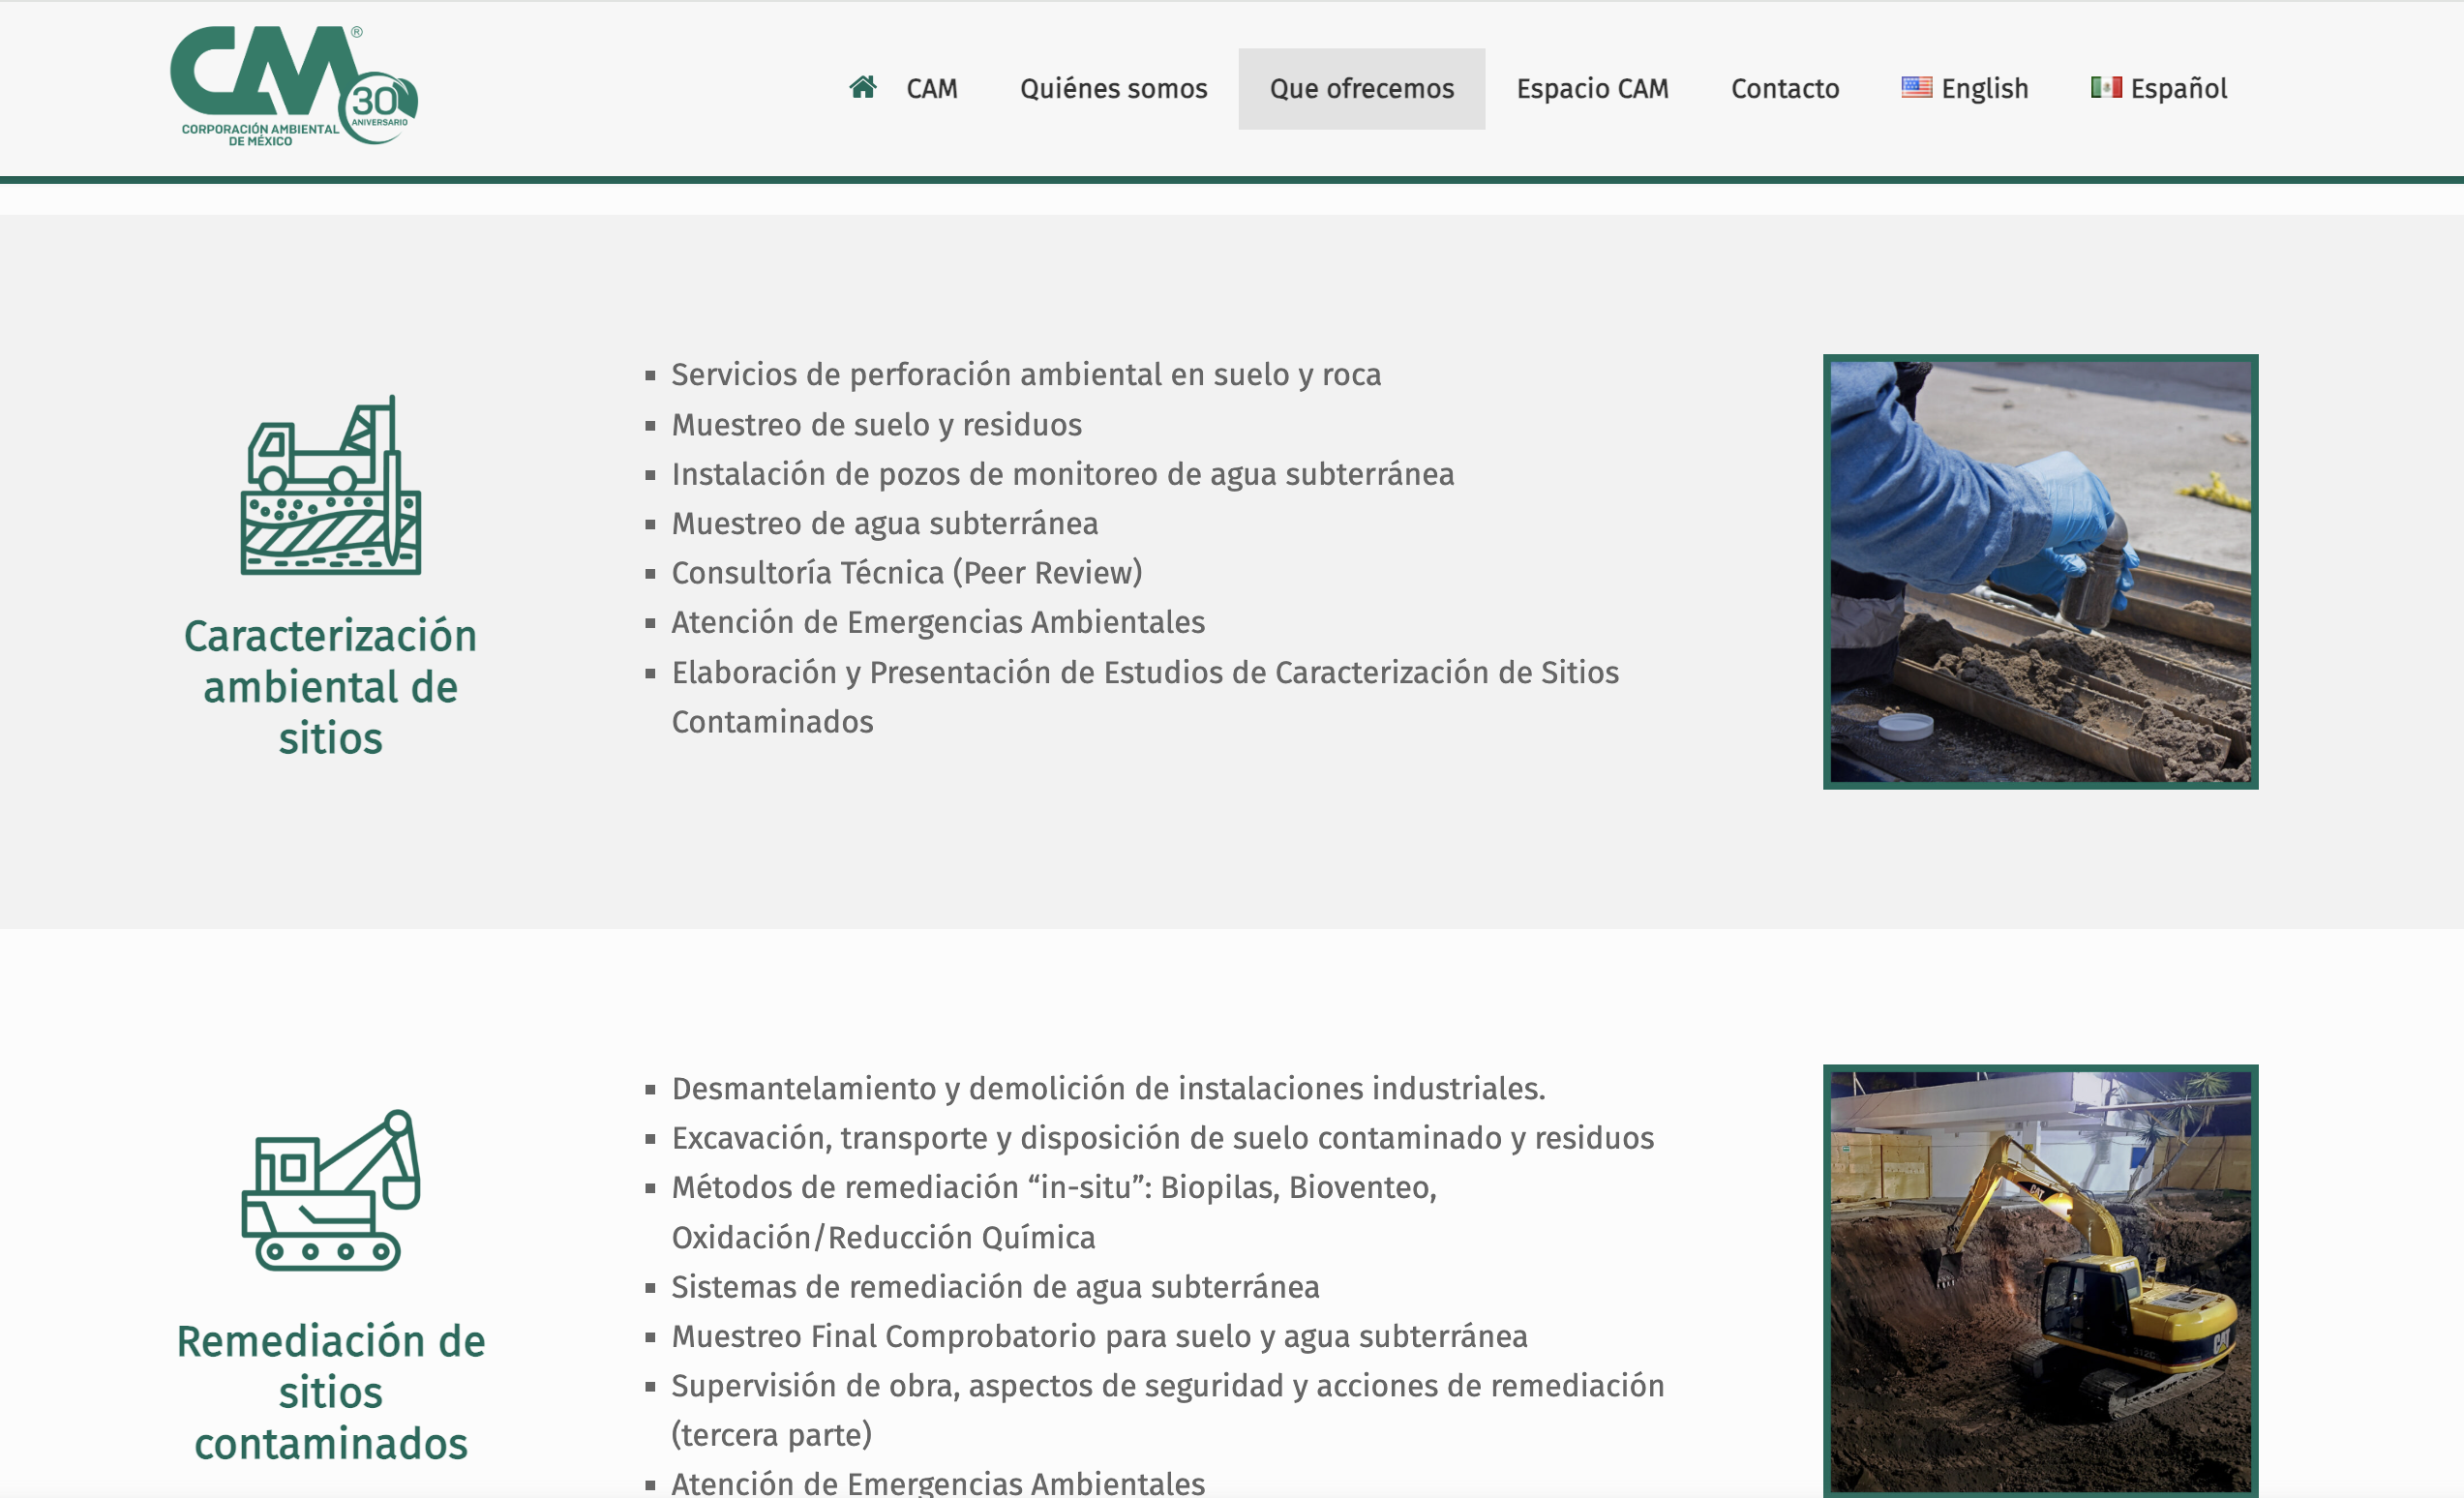 CAM®
CORPORACIÓN AMBIENTAL
DE MÉXICO
30
ANIVERSARIO
CAM Quiénes somos Que ofrecemos Espacio CAM Contacto English Español
Servicios de perforación ambiental en suelo y roca
Muestreo de suelo y residuos
Instalación de pozos de monitoreo de agua subterránea
Muestreo de agua subterránea
Consultoría Técnica (Peer Review)
Atención de Emergencias Ambientales
Elaboración y Presentación de Estudios de Caracterización de Sitios
Contaminados
Caracterización
ambiental de
sitios
Desmantelamiento y demolición de instalaciones industriales.
Excavación, transporte y disposición de suelo contaminado y residuos
Métodos de remediación “in-situ”: Biopilas, Bioventeo,
Oxidación/Reducción Química
Sistemas de remediación de agua subterránea
Muestreo Final Comprobatorio para suelo y agua subterránea
Supervisión de obra, aspectos de seguridad y acciones de remediación
(tercera parte)
Atención de Emergencias Ambientales
Remediación de
sitios
contaminados
CAT
CAT
312C